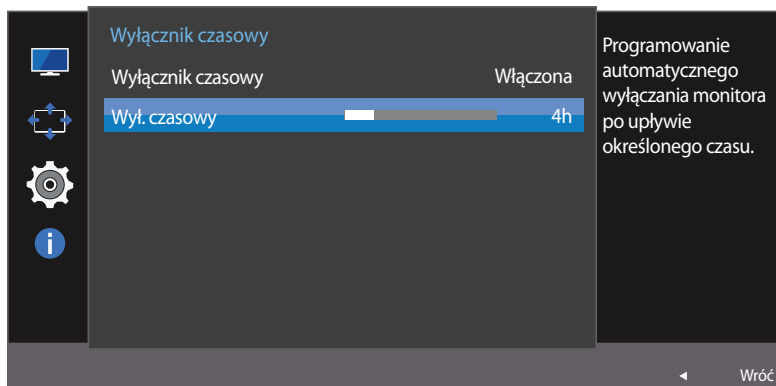 Wyłącznik czasowy
Wyłącznik czasowy Włączona
Wył. czasowy 4h
Programowanie
automatycznego
wyłączania monitora
po upływie
określonego czasu.
Wróć